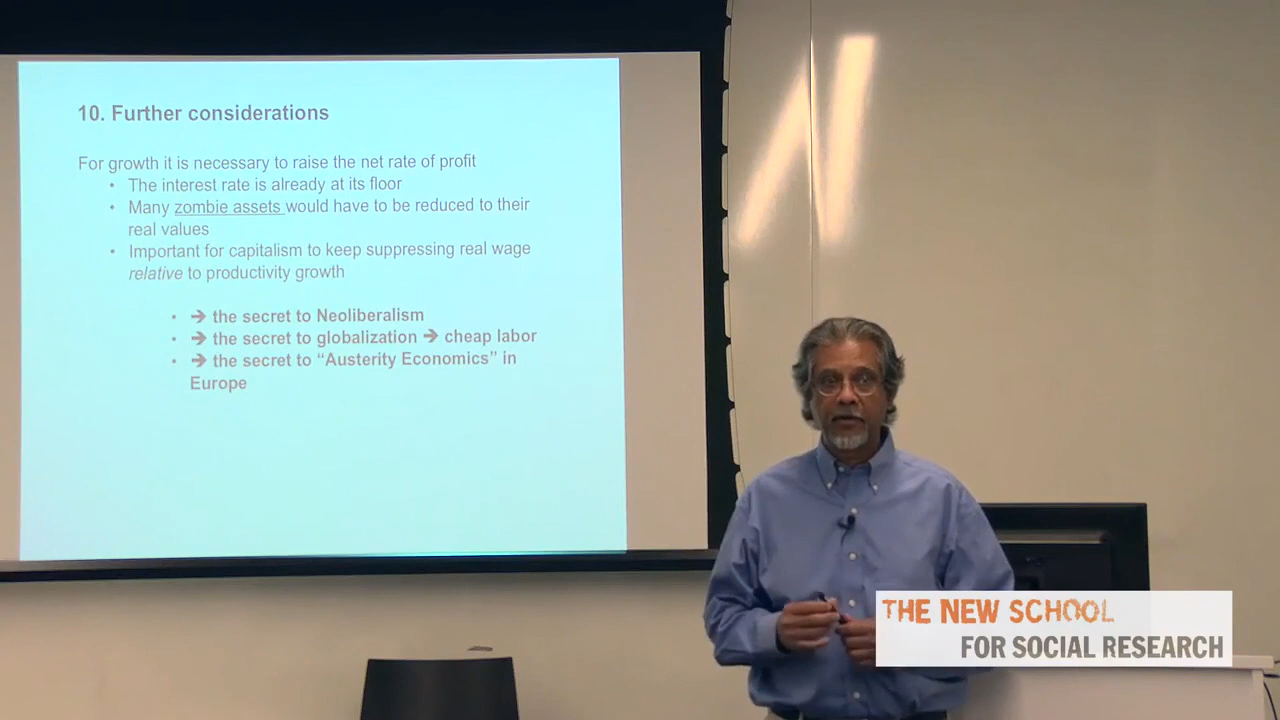 10. Further considerations
For growth it is necessary to raise the net rate of profit
• The interest rate is already at its floor
• Many zombie assets would have to be reduced to their
real values
• Important for capitalism to keep suppressing real wage
relative to productivity growth
• ➔ the secret to Neoliberalism
• ➔ the secret to globalization ➔ cheap labor
• ➔ the secret to “Austerity Economics” in
Europe
THE NEW SCHOOL
FOR SOCIAL RESEARCH